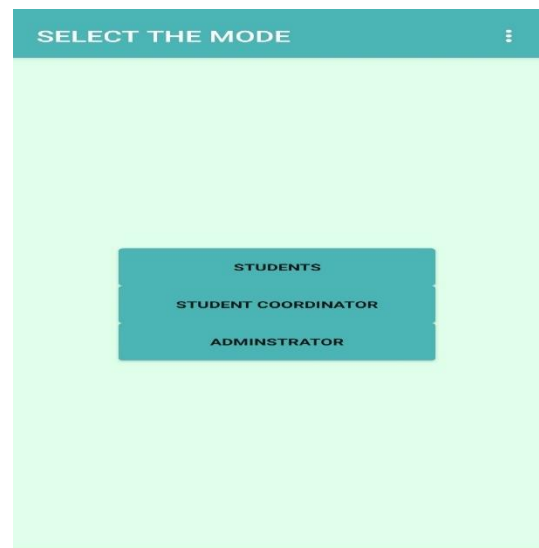 SELECT THE MODE
STUDENTS
STUDENT COORDINATOR
ADMINSTRATOR